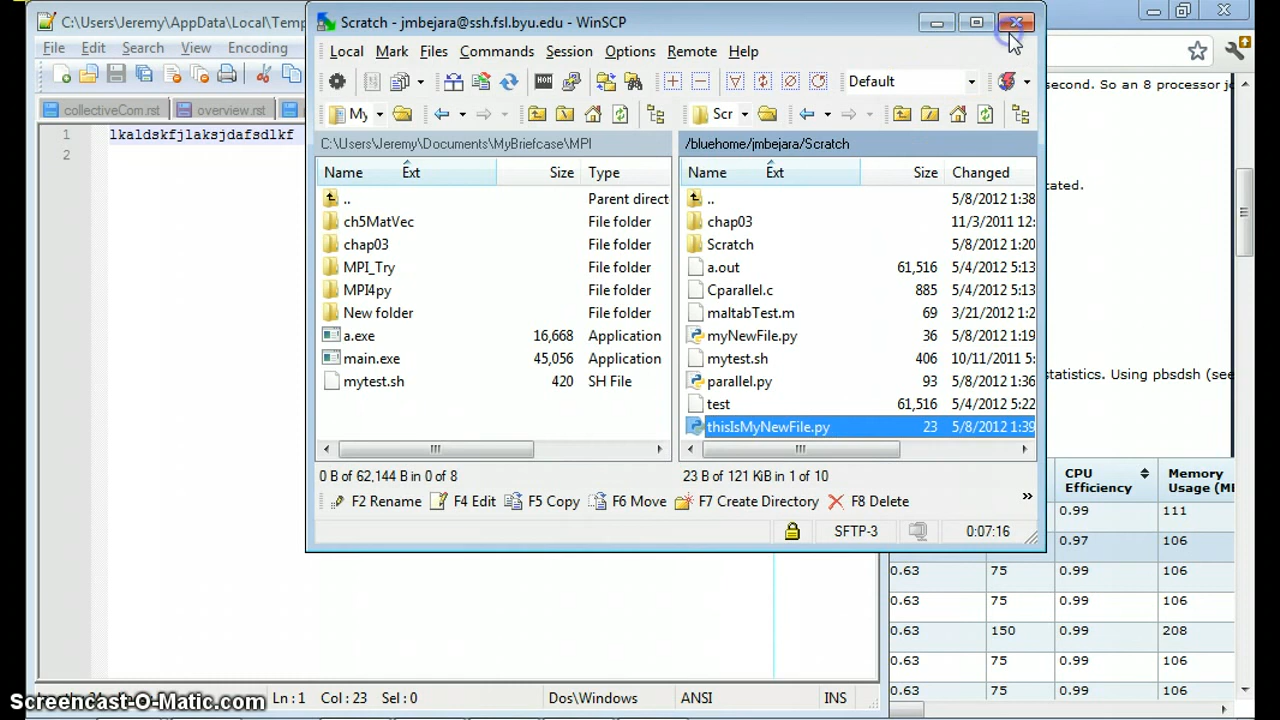 C:\Users\Jeremy\AppData\Local\Temp
File Edit Search View Encoding
collectiveCom.rst overview.rst
1 lkaldskfjlaksjdafsdlkf
2
Scratch - jmbejara@ssh.fsl.byu.edu - WinSCP
Local Mark Files Commands Session Options Remote Help
Default
My Scr
C:\Users\Jeremy\Documents\MyBriefcase\MPI
Name Ext Size Type
.. Parent direct
ch5MatVec File folder
chap03 File folder
MPI_Try File folder
MPI4py File folder
New folder File folder
a.exe 16,668 Application
main.exe 45,056 Application
mytest.sh 420 SH File
0 B of 62,144 B in 0 of 8
/bluehome/jmbejara/Scratch
Name Ext Size Changed
.. 5/8/2012 1:38
chap03 11/3/2011 12:
Scratch 5/8/2012 1:20
a.out 61,516 5/4/2012 5:13
Cparallel.c 885 5/4/2012 5:13
maltabTest.m 69 3/21/2012 2:
myNewFile.py 36 5/8/2012 1:19
mytest.sh 406 10/11/2011 5:
parallel.py 93 5/8/2012 1:36
test 61,516 5/4/2012 5:22
thisIsMyNewFile.py 23 5/8/2012 1:39
23 B of 121 KiB in 1 of 10
F2 Rename F4 Edit F5 Copy F6 Move F7 Create Directory F8 Delete »
SFTP-3 0:07:16
second. So an 8 processor jo
cated.
statistics. Using pbsdsh (see
CPU Efficiency Memory Usage (MB
0.99 111
0.97 106
0.63 75 0.99 106
0.63 75 0.99 106
0.63 150 0.99 208
0.63 75 0.99 106
0.63 75 0.99 106
Ln : 1 Col : 23 Sel : 0 Dos\Windows ANSI INS
Screencast-O-Matic.com